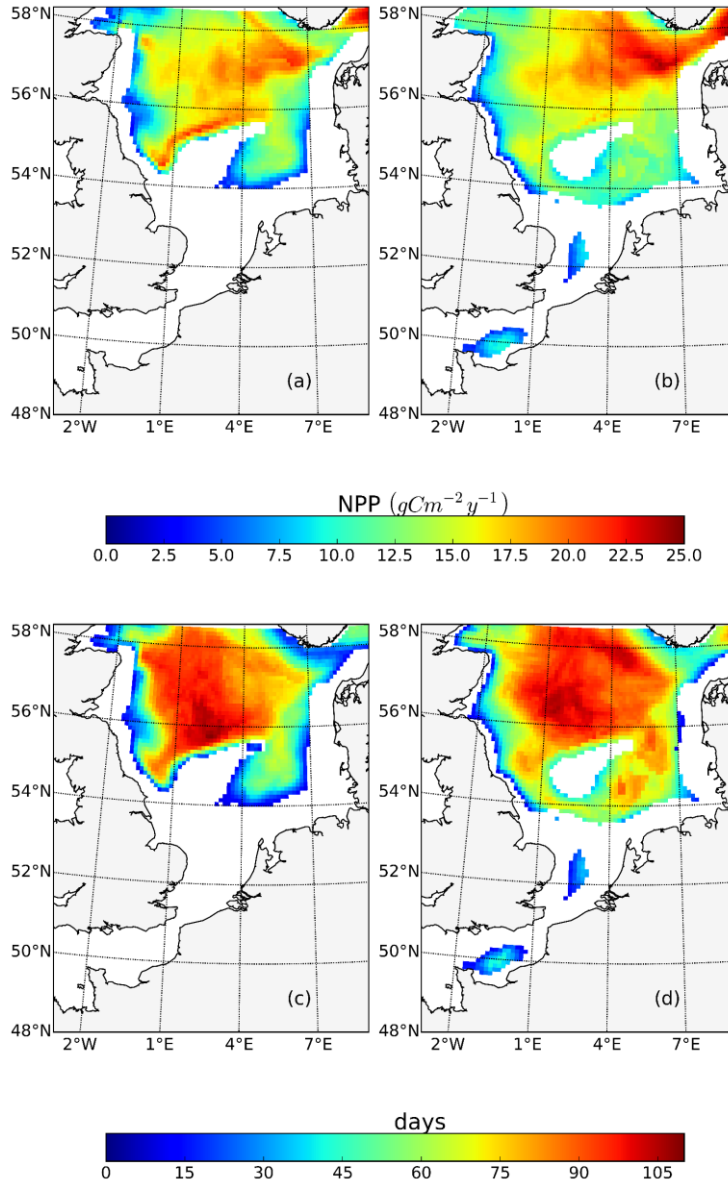 58°N
56°N
54°N
52°N
50°N
48°N
(a)
2°W 1°E 4°E 7°E
58°N
56°N
54°N
52°N
50°N
48°N
(b)
2°W 1°E 4°E 7°E
NPP (gCm⁻² y⁻¹)
0.0 2.5 5.0 7.5 10.0 12.5 15.0 17.5 20.0 22.5 25.0
58°N
56°N
54°N
52°N
50°N
48°N
(c)
2°W 1°E 4°E 7°E
58°N
56°N
54°N
52°N
50°N
48°N
(d)
2°W 1°E 4°E 7°E
days
0 15 30 45 60 75 90 105